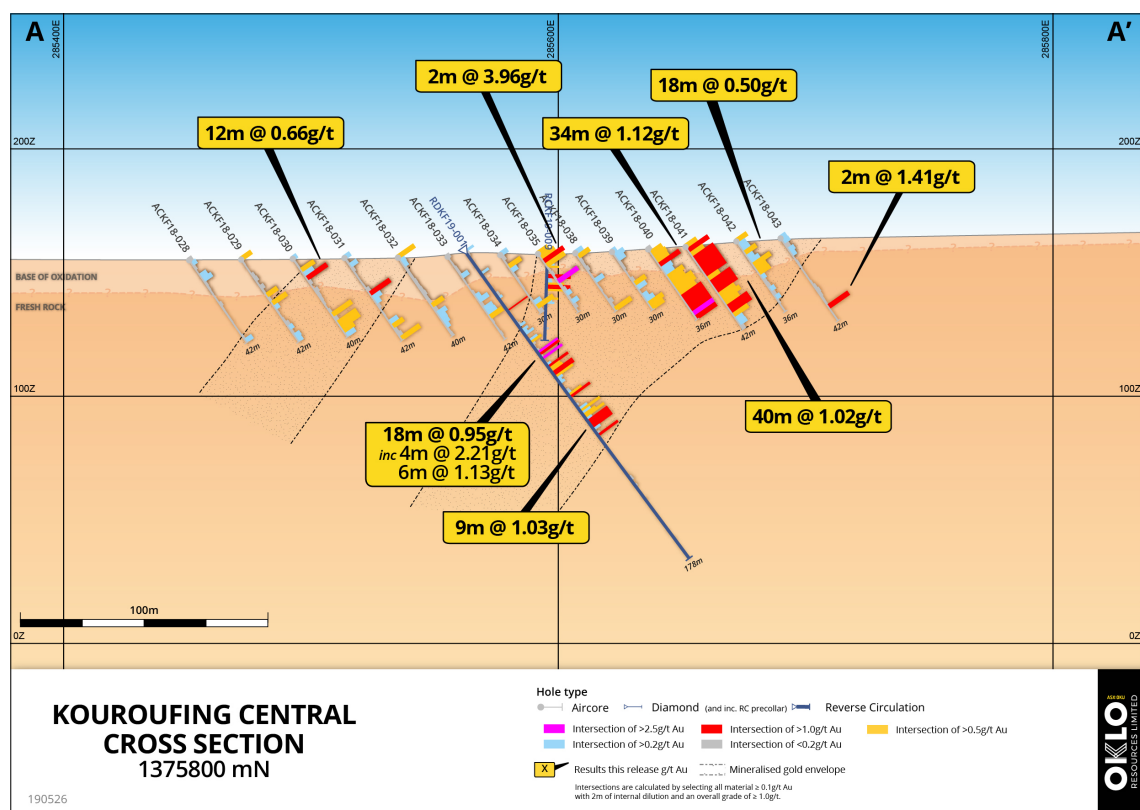 A
A’
285400E
285600E
285800E
2m @ 3.96g/t
18m @ 0.50g/t
12m @ 0.66g/t
34m @ 1.12g/t
200Z
200Z
2m @ 1.41g/t
ACKF18-028
ACKF18-029
ACKF18-030
ACKF18-031
ACKF18-032
ACKF18-033
RDKF19-001
ACKF18-034
ACKF18-035
ACKF18-038
ACKF18-039
ACKF18-040
ACKF18-041
ACKF18-042
ACKF18-043
BASE OF OXIDATION
FRESH ROCK
42m
42m
40m
42m
40m
42m
30m
30m
30m
30m
36m
42m
36m
42m
100Z
100Z
40m @ 1.02g/t
18m @ 0.95g/t
inc 4m @ 2.21g/t
6m @ 1.13g/t
9m @ 1.03g/t
178m
100m
0Z
0Z
KOUROUFING CENTRAL
CROSS SECTION
1375800 mN
190526
Hole type
Aircore
Diamond (and inc. RC precollar)
Reverse Circulation
Intersection of >2.5g/t Au
Intersection of >1.0g/t Au
Intersection of >0.5g/t Au
Intersection of >0.2g/t Au
Intersection of <0.2g/t Au
X
Results this release g/t Au
Mineralised gold envelope
Intersections are calculated by selecting all material ≥ 0.1g/t Au
with 2m of internal dilution and an overall grade of ≥ 1.0g/t.
ASX:OKU
OKLO
RESOURCES LIMITED